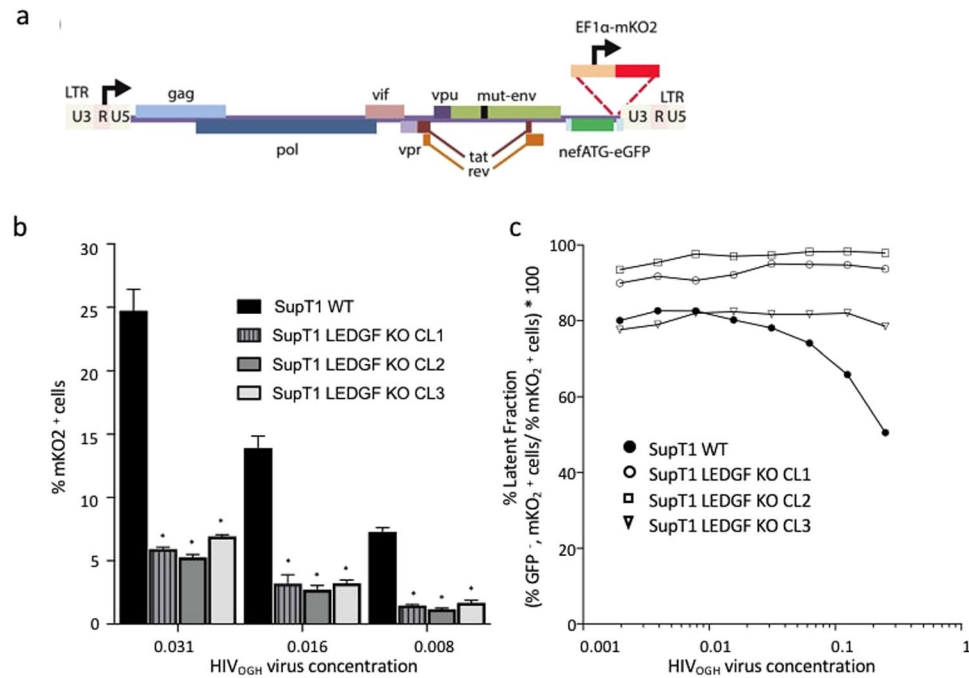 a
EF1α-mKO2
LTR
gag
vif
vpu
mut-env
LTR
U3 R U5
U3 R U5
pol
vpr
tat
rev
nefATG-eGFP
b
30
25
20
15
10
5
0
% mKO2⁺ cells
SupT1 WT
SupT1 LEDGF KO CL1
SupT1 LEDGF KO CL2
SupT1 LEDGF KO CL3
* * *
* * *
* * *
0.031 0.016 0.008
HIV_OGH virus concentration
c
100
80
60
40
80
80
% Latent Fraction
(% GFP⁻, mKO₂⁺ cells/ % mKO₂⁺ cells) * 100
SupT1 WT
SupT1 LEDGF KO CL1
SupT1 LEDGF KO CL2
SupT1 LEDGF KO CL3
0.001 0.01 0.1 1
HIV_OGH virus concentration